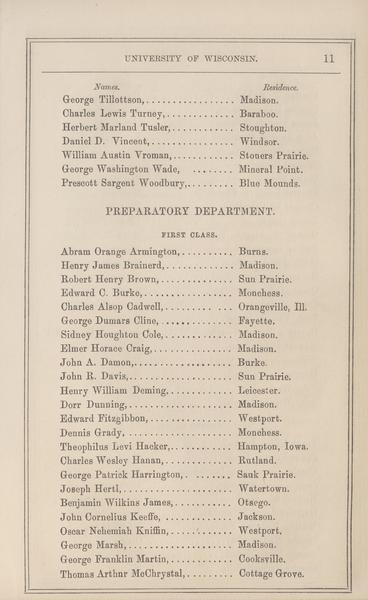 UNIVERSITY OF WISCONSIN. 11
Names. Residence.
George Tillottson,................. Madison.
Charles Lewis Turney,............. Baraboo.
Herbert Marland Tusler,............ Stoughton.
Daniel D. Vincent,................ Windsor.
William Austin Vroman,............ Stoners Prairie.
George Washington Wade, ........ Mineral Point.
Prescott Sargent Woodbury,........ Blue Mounds.
PREPARATORY DEPARTMENT.
FIRST CLASS.
Abram Orange Armington,.......... Burns.
Henry James Brainerd,............. Madison.
Robert Henry Brown,.............. Sun Prairie.
Edward C. Burke,................. Monchess.
Charles Alsop Cadwell,......... ... Orangeville, Ill.
George Dumars Cline, ............. Fayette.
Sidney Houghton Cole,............. Madison.
Elmer Horace Craig,............... Madison.
John A. Damon,................... Burke.
John R. Davis,.................... Sun Prairie.
Henry William Deming,............ Leicester.
Dorr Dunning,.................... Madison.
Edward Fitzgibbon,................ Westport.
Dennis Grady, ................... Monchess.
Theophilus Levi Hacker,............ Hampton, Iowa.
Charles Wesley Hanan,............. Rutland.
George Patrick Harrington,. ....... Sauk Prairie.
Joseph Hertl,..................... Watertown.
Benjamin Wilkins James,........... Otsego.
John Cornelius Keeffe, ............. Jackson.
Oscar Nehemiah Kniffin,............ Westport,
George Marsh,.................... Madison.
George Franklin Martin,............ Cooksville.
Thomas Arthur McChrystal,......... Cottage Grove.